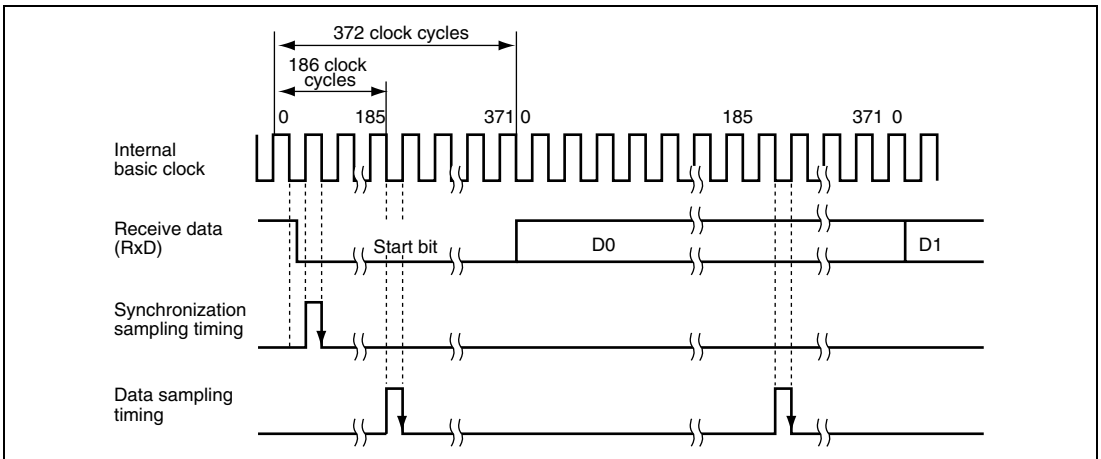 372 clock cycles
186 clock
cycles
0 185 371 0 185 371 0
Internal
basic clock
Receive data
(RxD)
Start bit D0 D1
Synchronization
sampling timing
Data sampling
timing